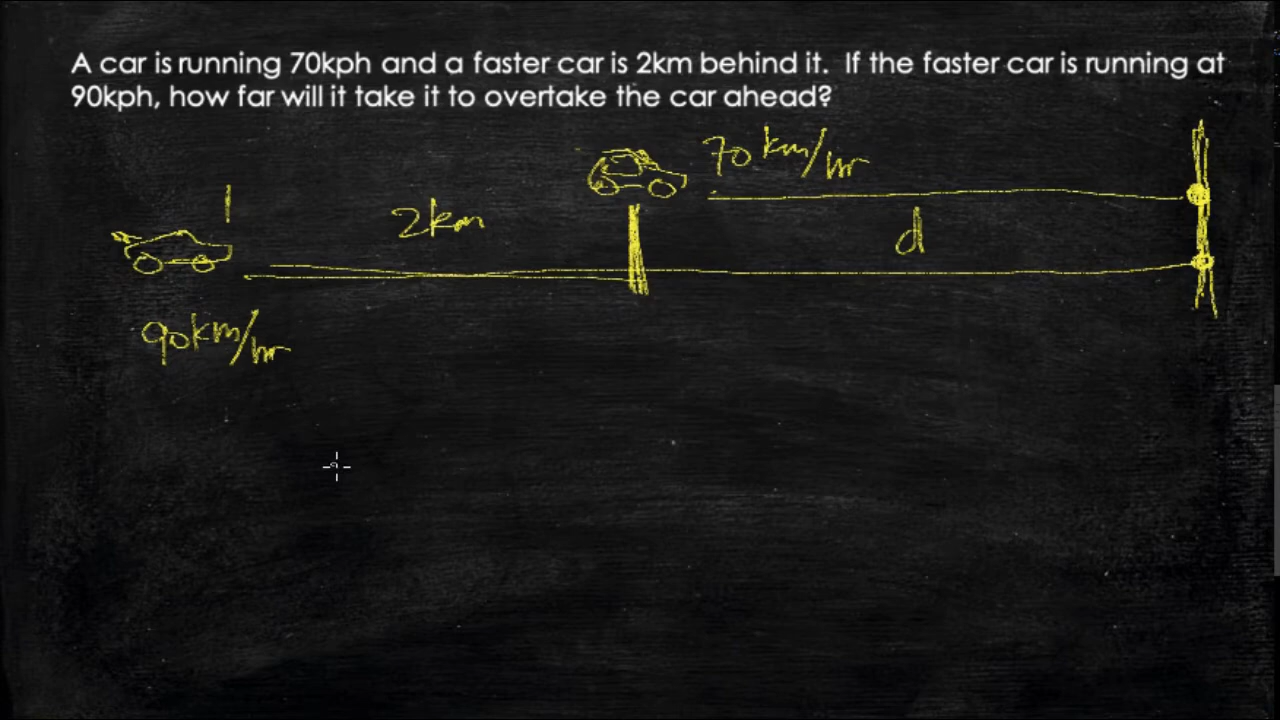 A car is running 70kph and a faster car is 2km behind it. If the faster car is running at
90kph, how far will it take it to overtake the car ahead?
70 km/hr
2km
d
90km/hr